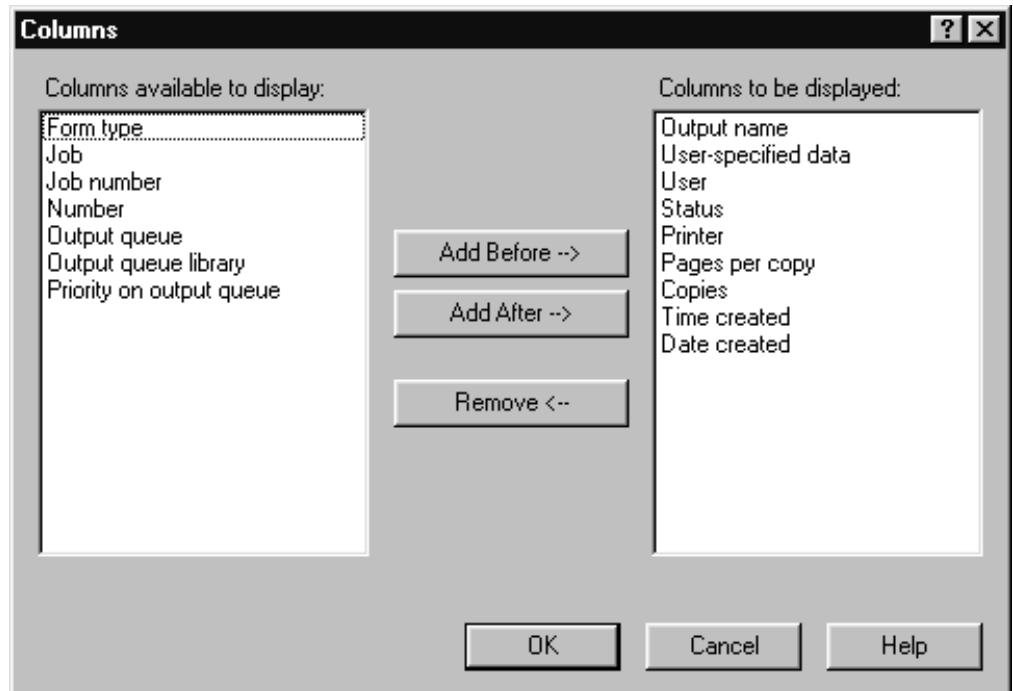 Columns
Columns available to display:
Form type
Job
Job number
Number
Output queue
Output queue library
Priority on output queue
Add Before -->
Add After -->
Remove <--
Columns to be displayed:
Output name
User-specified data
User
Status
Printer
Pages per copy
Copies
Time created
Date created
OK
Cancel
Help